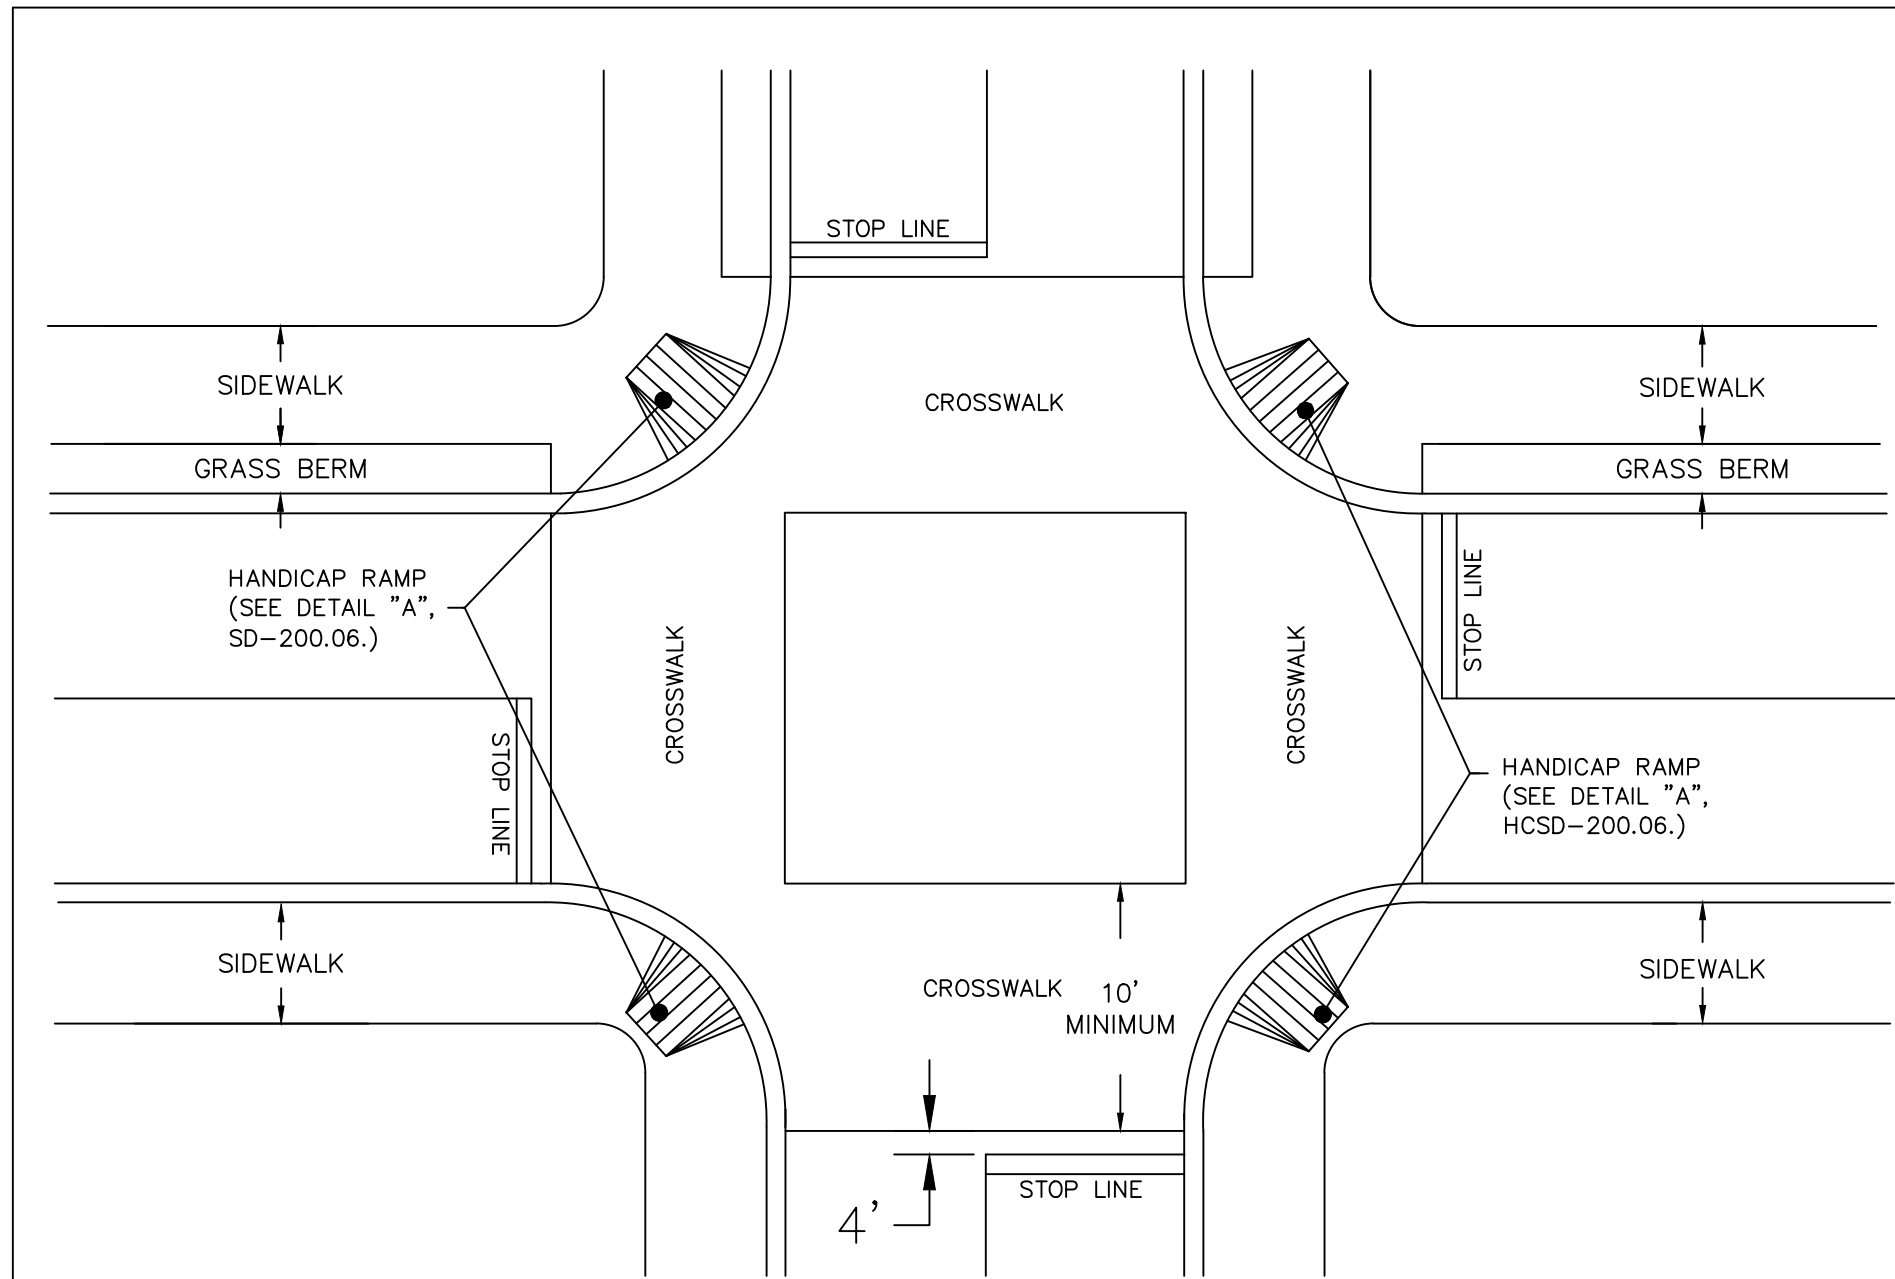 STOP LINE
SIDEWALK
CROSSWALK
SIDEWALK
GRASS BERM
GRASS BERM
HANDICAP RAMP
(SEE DETAIL "A",
SD-200.06.)
CROSSWALK
CROSSWALK
STOP LINE
STOP LINE
HANDICAP RAMP
(SEE DETAIL "A",
HCSD-200.06.)
SIDEWALK
SIDEWALK
CROSSWALK
10'
MINIMUM
STOP LINE
4'